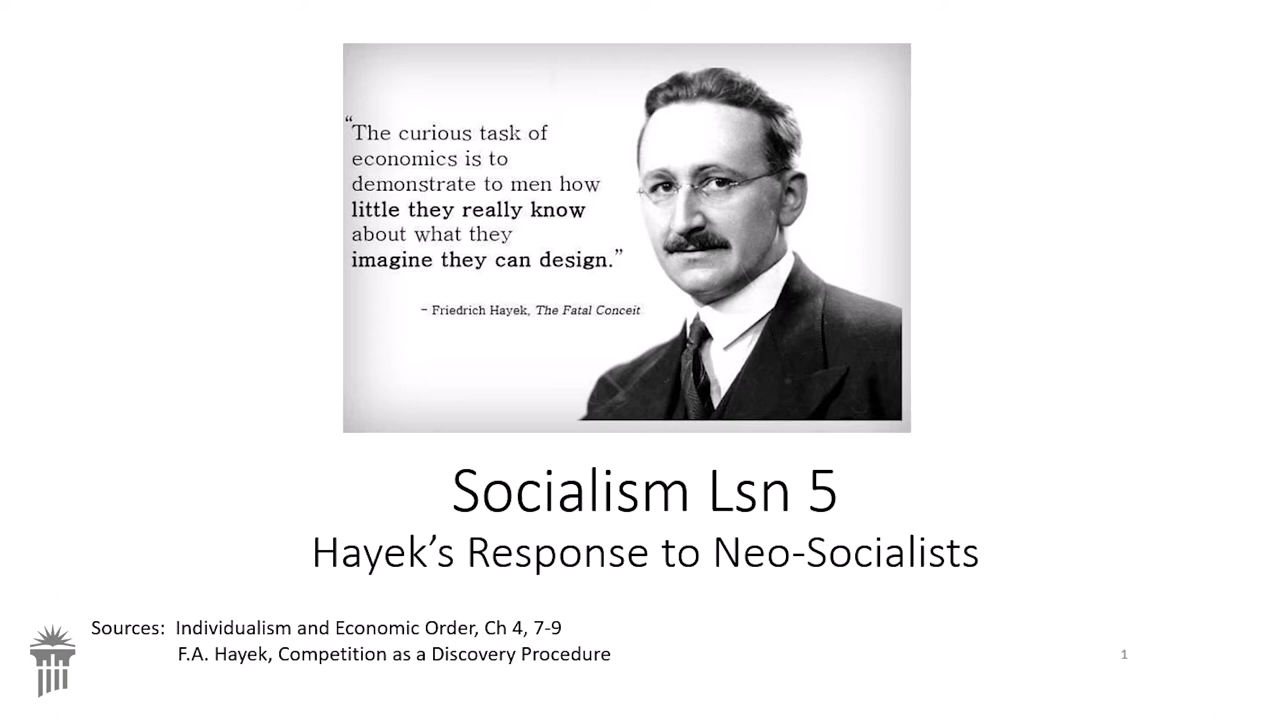 “The curious task of
economics is to
demonstrate to men how
little they really know
about what they
imagine they can design.”
– Friedrich Hayek, The Fatal Conceit
Socialism Lsn 5
Hayek’s Response to Neo-Socialists
Sources: Individualism and Economic Order, Ch 4, 7-9
F.A. Hayek, Competition as a Discovery Procedure
1